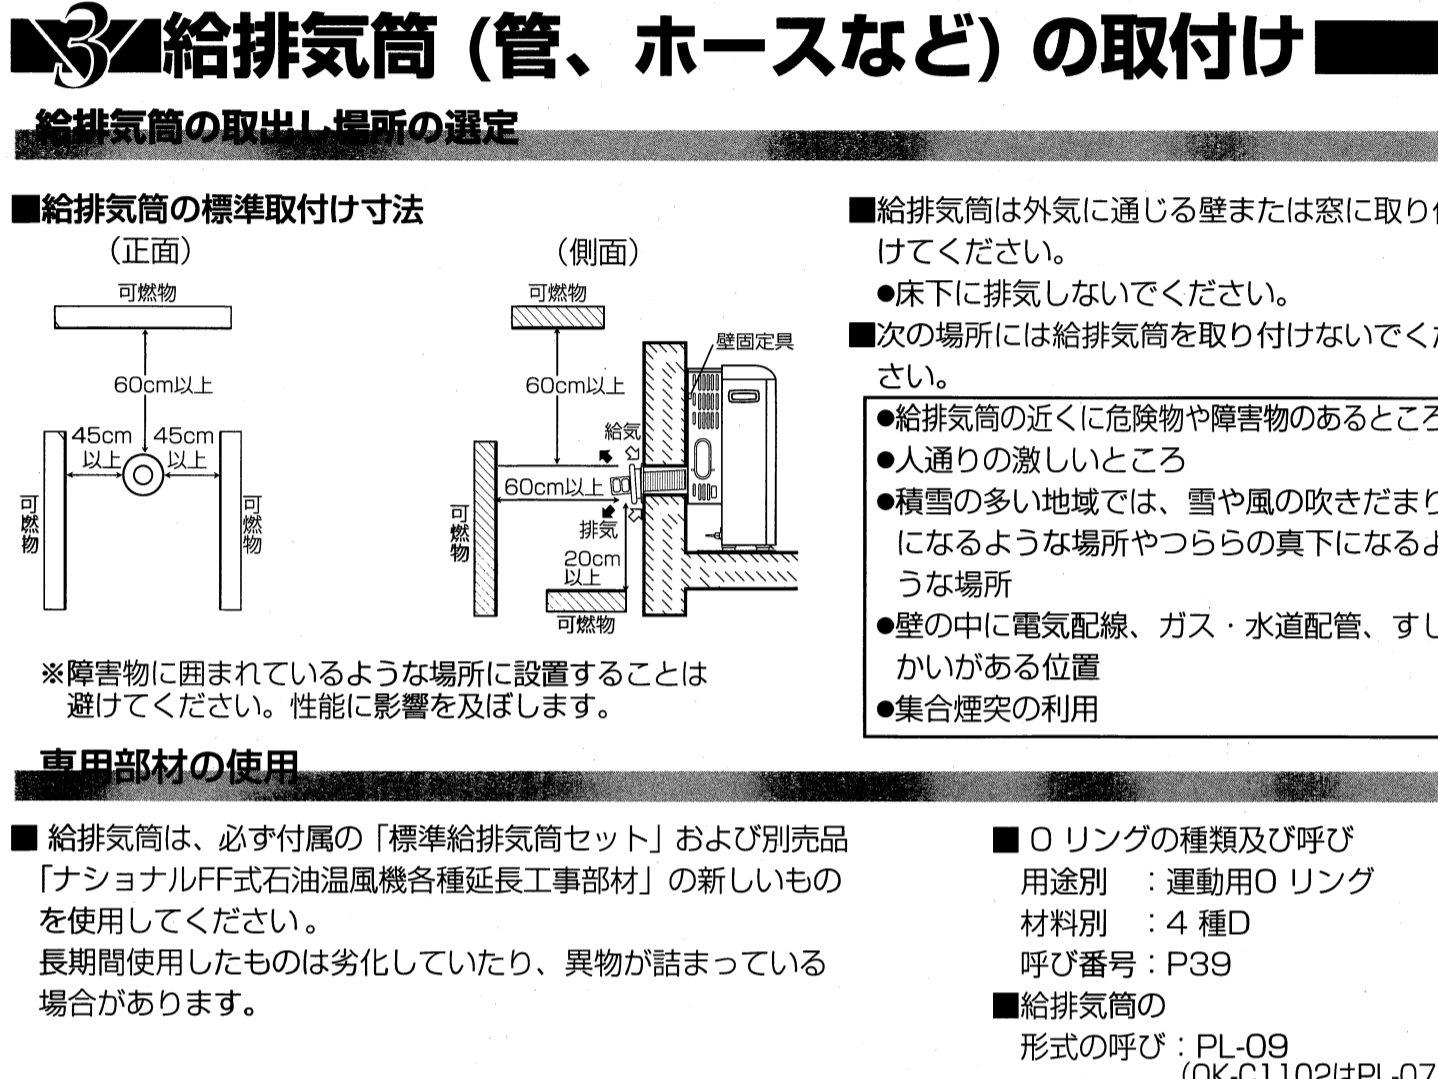 3 給排気筒 (管、ホースなど) の取付け
給排気筒の取出し場所の選定
■給排気筒の標準取付け寸法
（正面）
可燃物
60cm以上
45cm
以上
45cm
以上
可燃物
可燃物
（側面）
可燃物
壁固定具
60cm以上
給気
60cm以上
排気
可燃物
20cm
以上
可燃物
※障害物に囲まれているような場所に設置することは
避けてください。性能に影響を及ぼします。
■給排気筒は外気に通じる壁または窓に取り付
けてください。
●床下に排気しないでください。
■次の場所には給排気筒を取り付けないでくだ
さい。
●給排気筒の近くに危険物や障害物のあるところ
●人通りの激しいところ
●積雪の多い地域では、雪や風の吹きだまり
になるような場所やつららの真下になるよ
うな場所
●壁の中に電気配線、ガス・水道配管、すじ
かいがある位置
●集合煙突の利用
専用部材の使用
■ 給排気筒は、必ず付属の「標準給排気筒セット」および別売品
「ナショナルFF式石油温風機各種延長工事部材」の新しいもの
を使用してください。
長期間使用したものは劣化していたり、異物が詰まっている
場合があります。
■ O リングの種類及び呼び
用途別　：運動用O リング
材料別　：4 種D
呼び番号：P39
■給排気筒の
形式の呼び：PL-09
（OK-C1102はPL-07